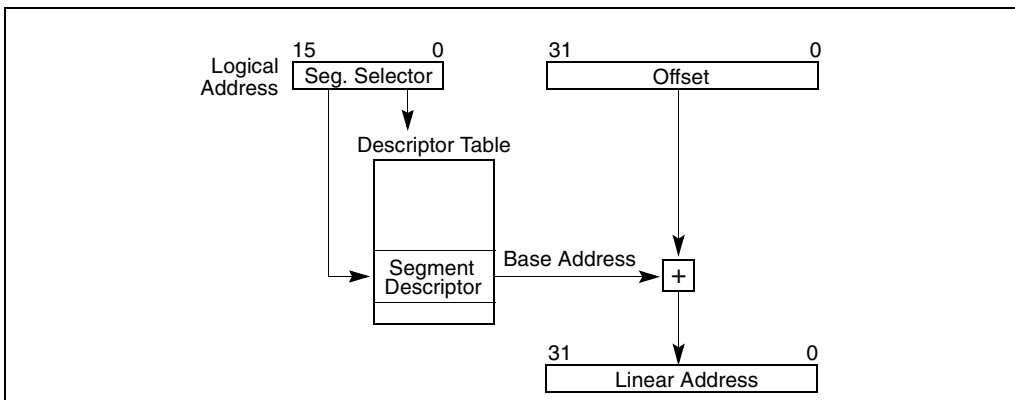 15 0
31 0
Logical
Address
Seg. Selector
Offset
Descriptor Table
Segment
Descriptor
Base Address
+
31 0
Linear Address